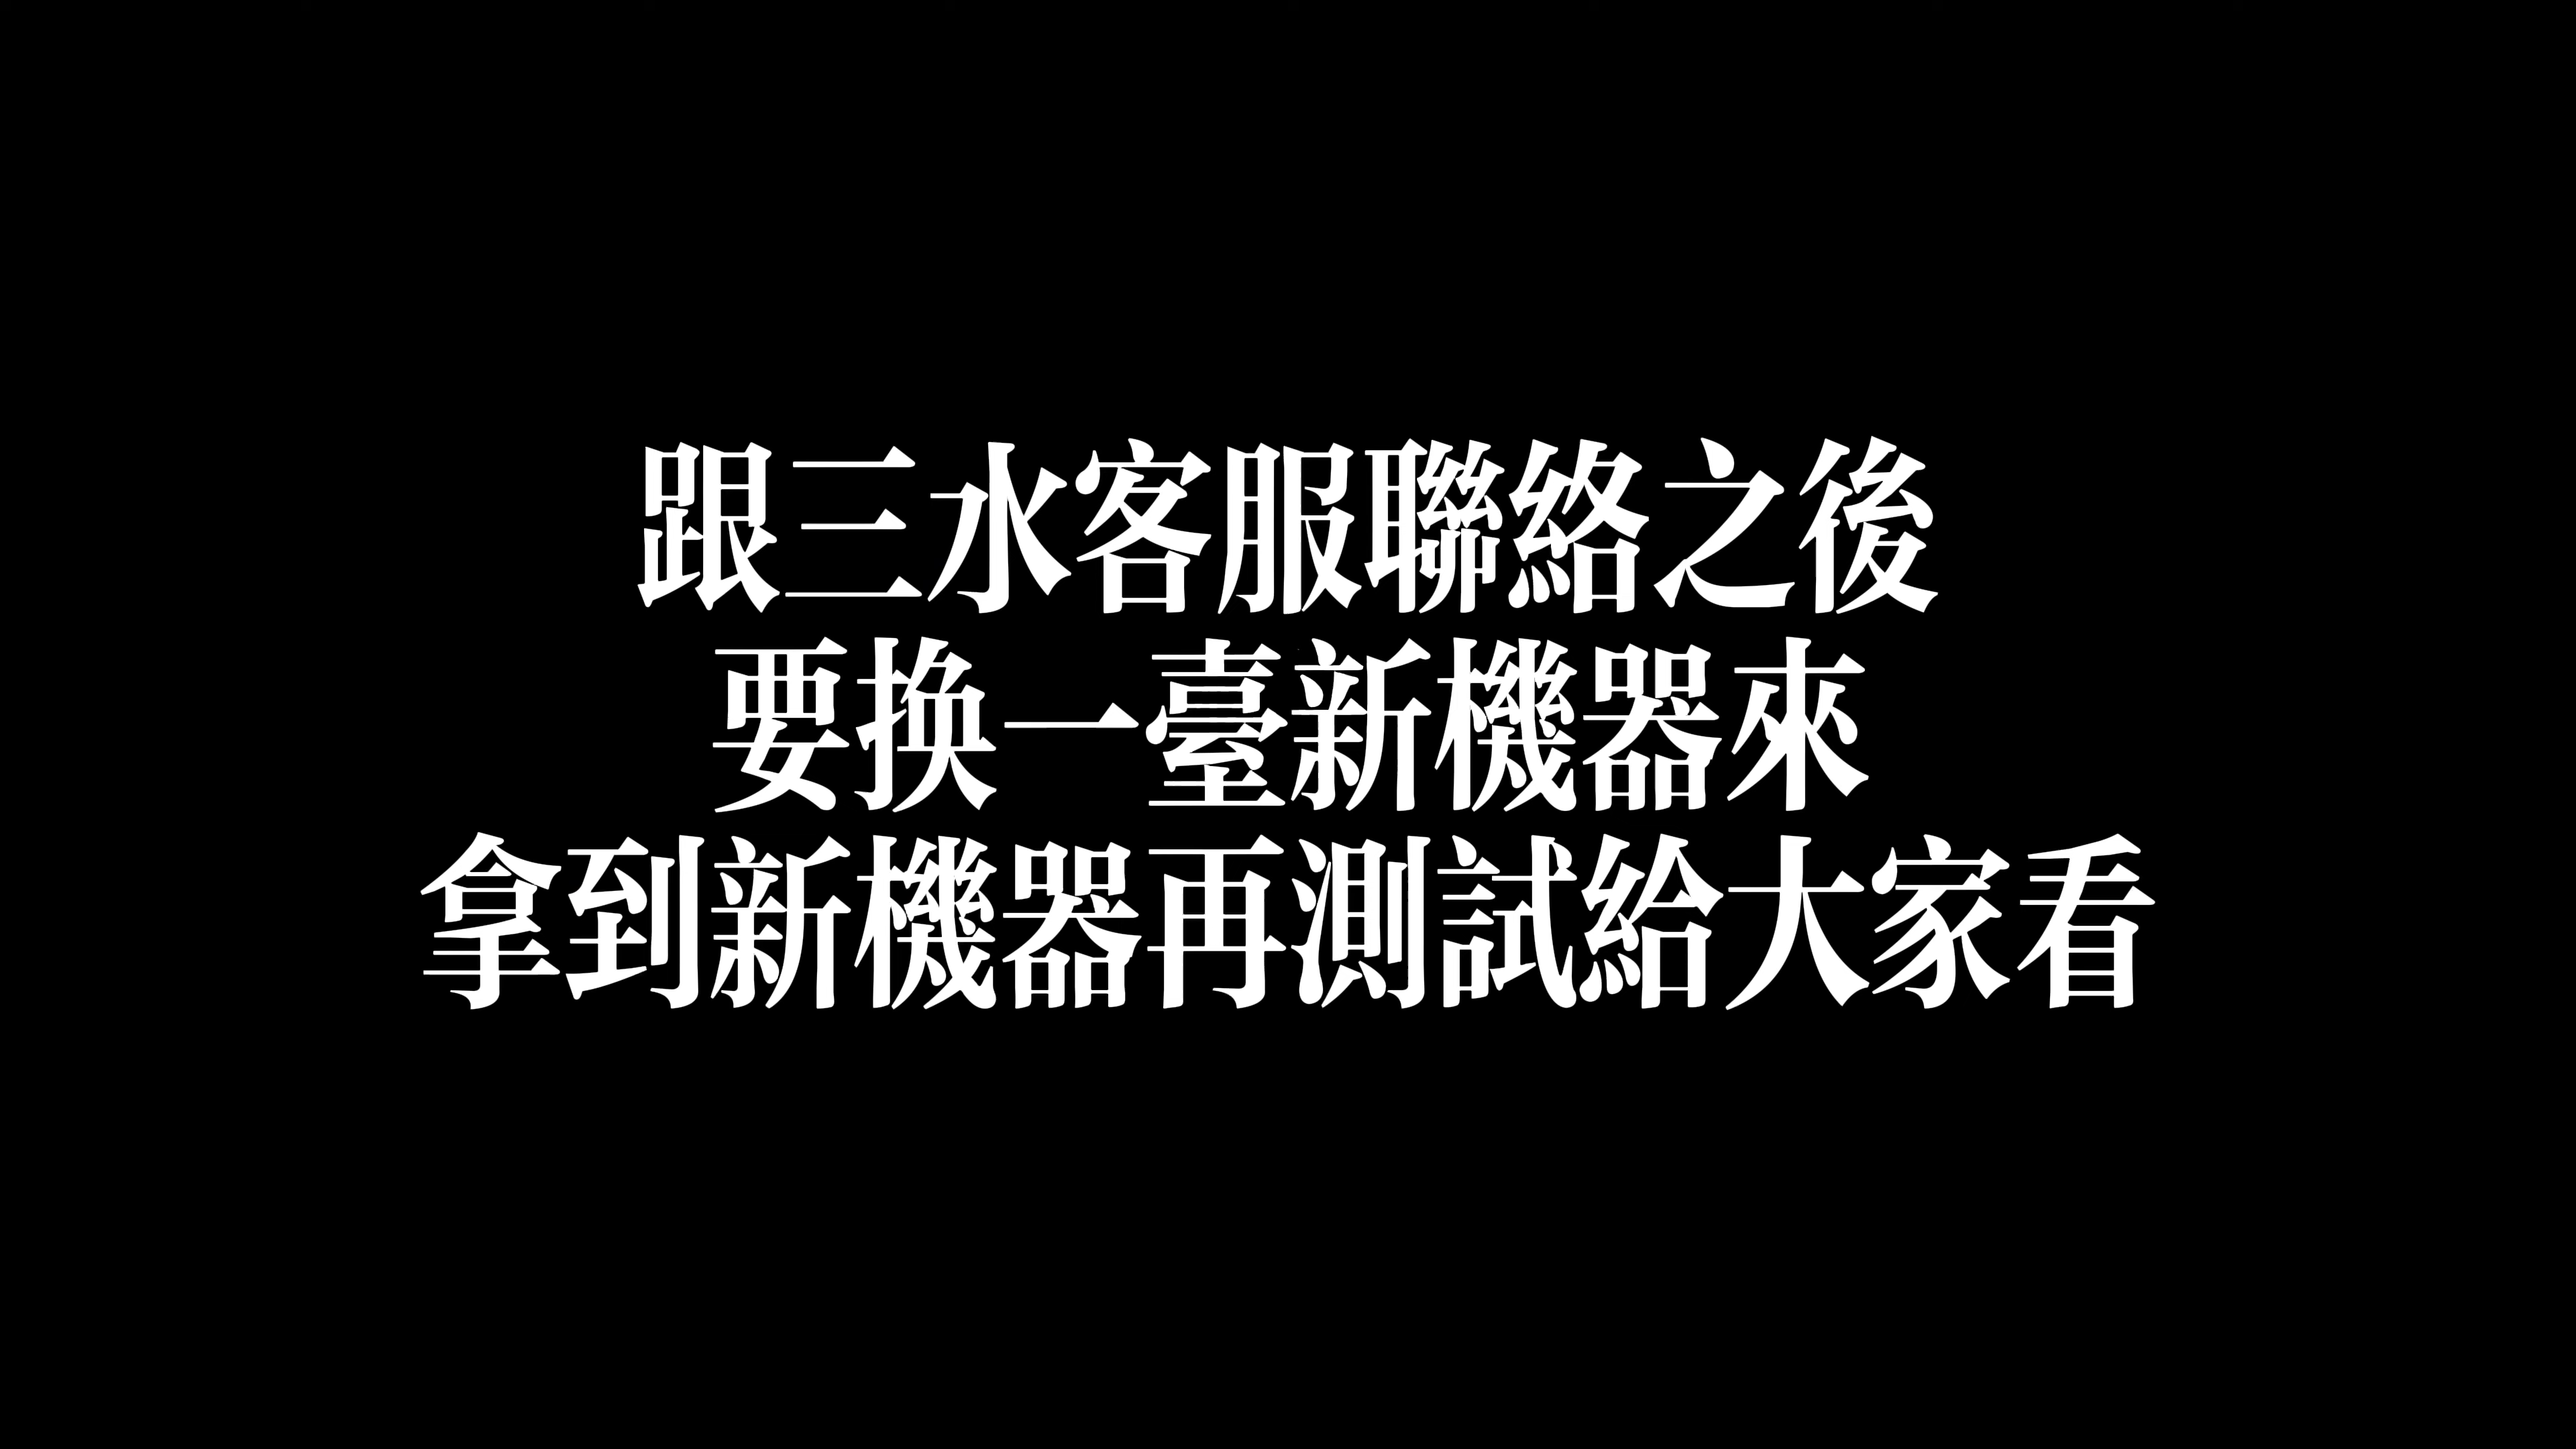 跟三水客服聯絡之後
要换一臺新機器來
拿到新機器再測試給大家看